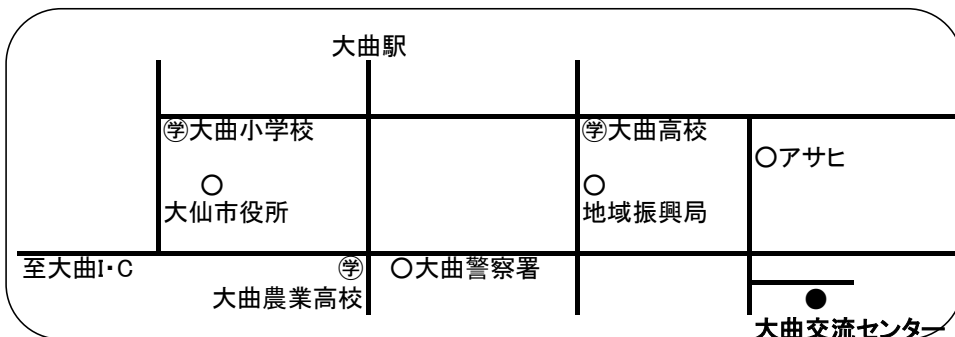 大曲駅
㊫大曲小学校
㊫大曲高校
○アサヒ
○
大仙市役所
○
地域振興局
至大曲I・C
㊫
大曲農業高校
○大曲警察署
●
大曲交流センター